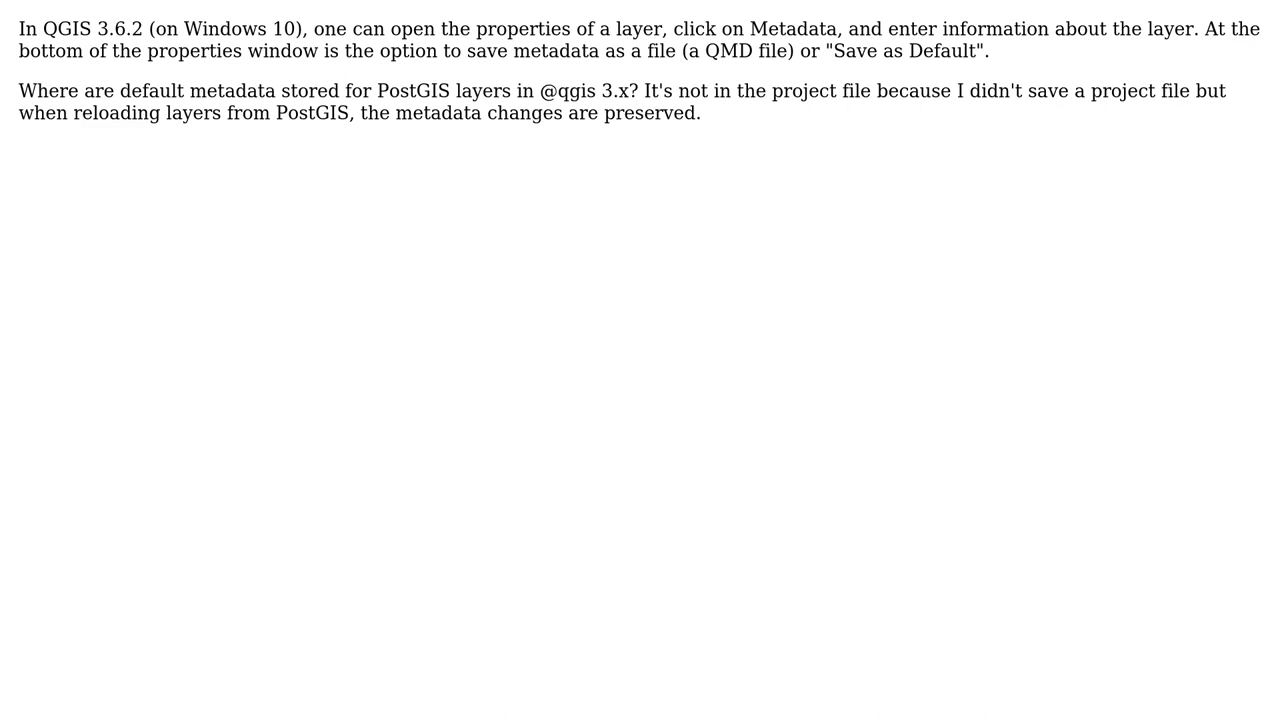 In QGIS 3.6.2 (on Windows 10), one can open the properties of a layer, click on Metadata, and enter information about the layer. At the
bottom of the properties window is the option to save metadata as a file (a QMD file) or "Save as Default".
Where are default metadata stored for PostGIS layers in @qgis 3.x? It's not in the project file because I didn't save a project file but
when reloading layers from PostGIS, the metadata changes are preserved.